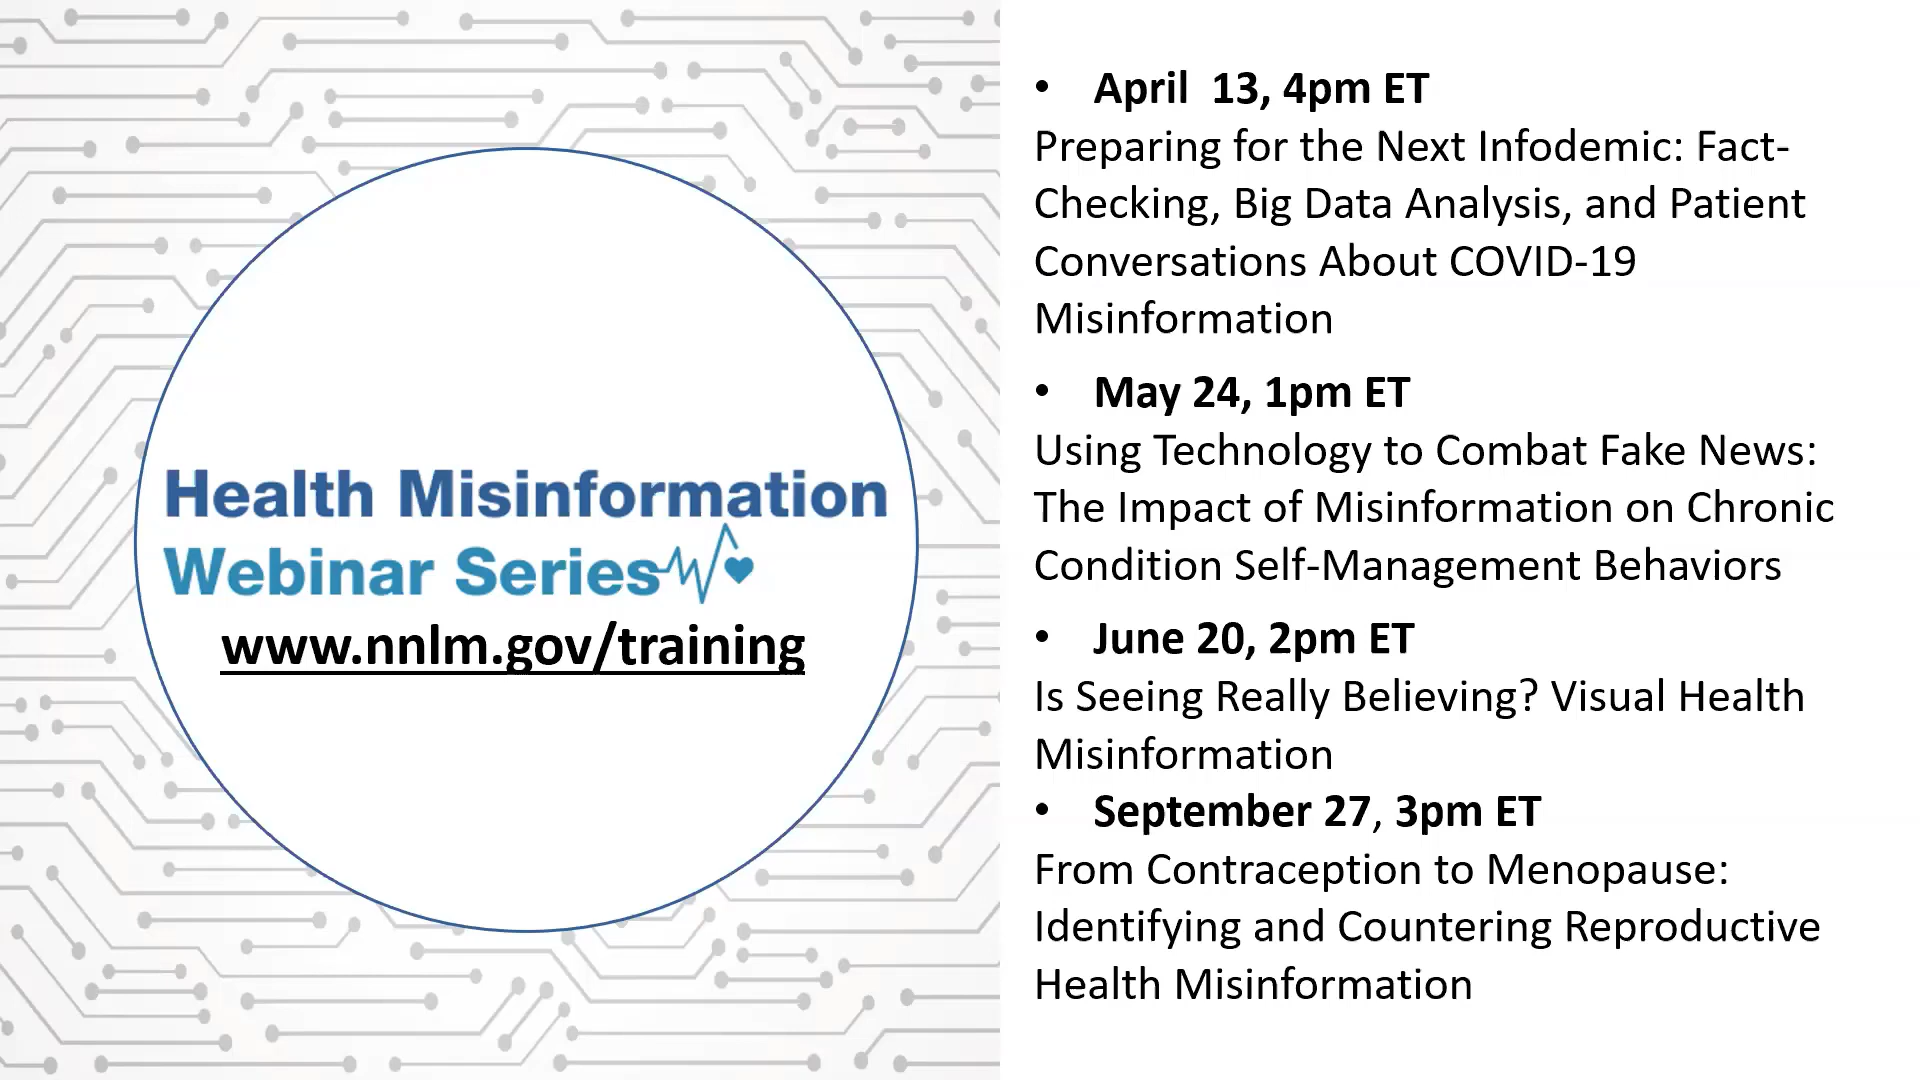 Health Misinformation
Webinar Series
www.nnlm.gov/training
• April  13, 4pm ET
Preparing for the Next Infodemic: Fact-
Checking, Big Data Analysis, and Patient
Conversations About COVID-19
Misinformation
• May 24, 1pm ET
Using Technology to Combat Fake News:
The Impact of Misinformation on Chronic
Condition Self-Management Behaviors
• June 20, 2pm ET
Is Seeing Really Believing? Visual Health
Misinformation
• September 27, 3pm ET
From Contraception to Menopause:
Identifying and Countering Reproductive
Health Misinformation